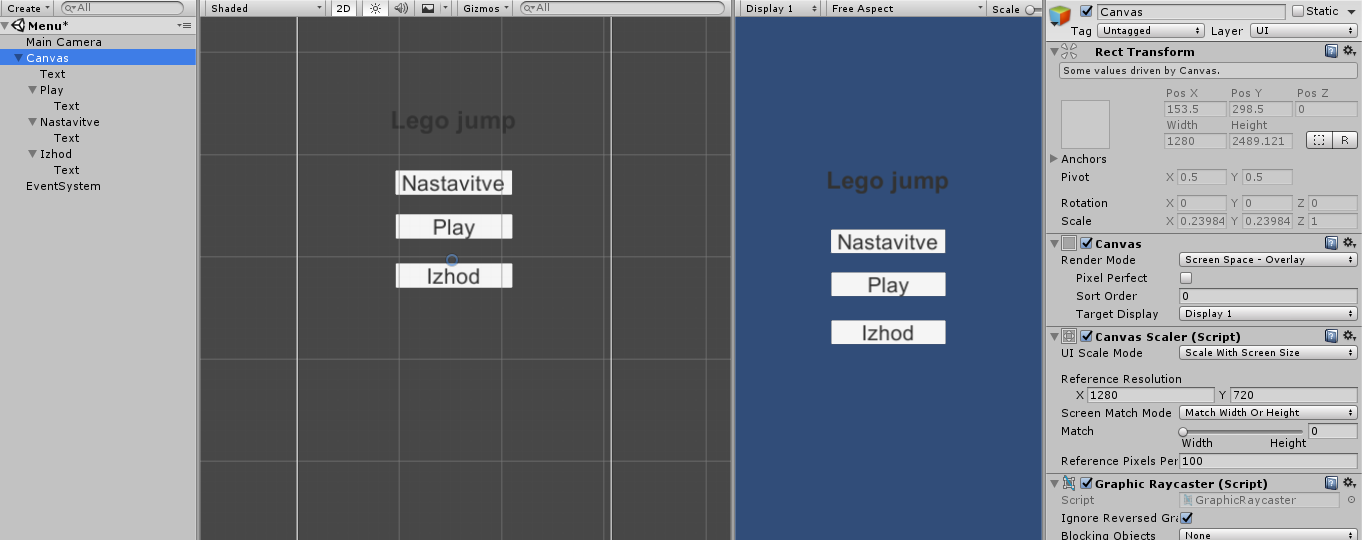 Create All
Menu*
Main Camera
Canvas
Text
Play
Text
Nastavitve
Text
Izhod
Text
EventSystem
Shaded 2D Gizmos All
Lego jump
Nastavitve
Play
Izhod
Display 1 Free Aspect Scale
Lego jump
Nastavitve
Play
Izhod
Canvas Static
Tag Untagged Layer UI
Rect Transform
Some values driven by Canvas.
Pos X Pos Y Pos Z
153.5 298.5 0
Width Height
1280 2489.121 R
Anchors
Pivot X 0.5 Y 0.5
Rotation X 0 Y 0 Z 0
Scale X 0.23984 Y 0.23984 Z 1
Canvas
Render Mode Screen Space - Overlay
Pixel Perfect
Sort Order 0
Target Display Display 1
Canvas Scaler (Script)
UI Scale Mode Scale With Screen Size
Reference Resolution
X 1280 Y 720
Screen Match Mode Match Width Or Height
Match 0
Width Height
Reference Pixels Per 100
Graphic Raycaster (Script)
Script GraphicRaycaster
Ignore Reversed Gra
Blocking Objects None